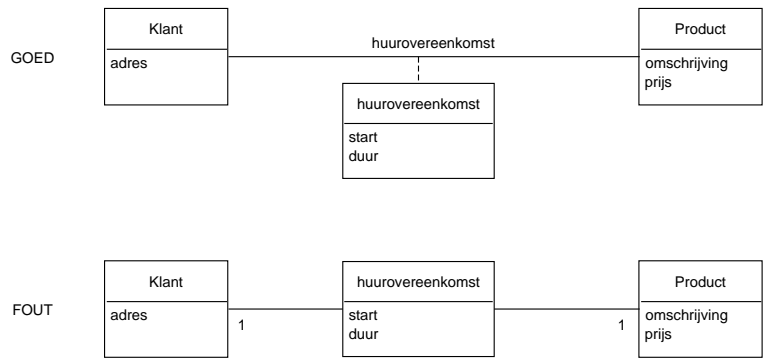 GOED
Klant
adres
huurovereenkomst
huurovereenkomst
start
duur
Product
omschrijving
prijs
FOUT
Klant
adres
1
huurovereenkomst
start
duur
1
Product
omschrijving
prijs